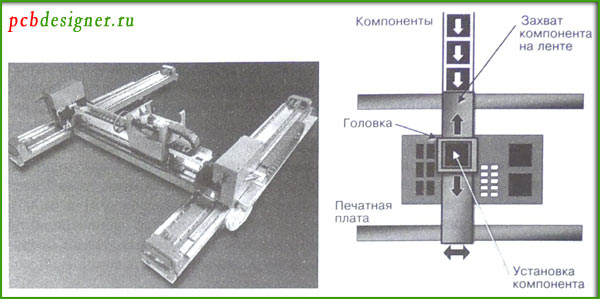 pcbdesigner.ru
Компоненты
Захват
компонента
на ленте
Головка
Печатная
плата
Установка
компонента